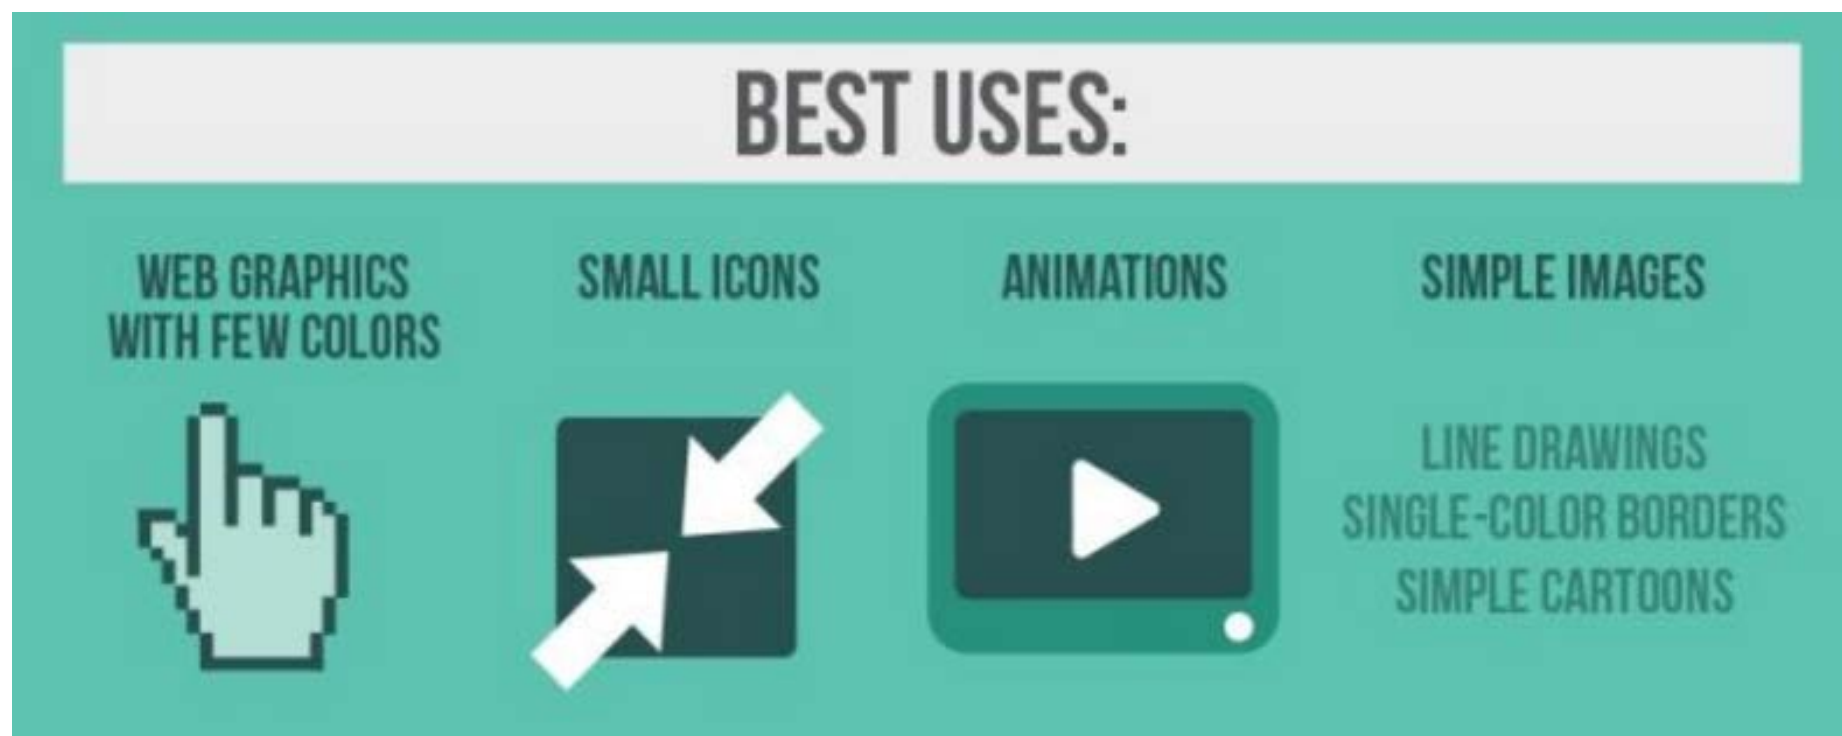 BEST USES:
WEB GRAPHICS
WITH FEW COLORS
SMALL ICONS
ANIMATIONS
SIMPLE IMAGES
LINE DRAWINGS
SINGLE-COLOR BORDERS
SIMPLE CARTOONS